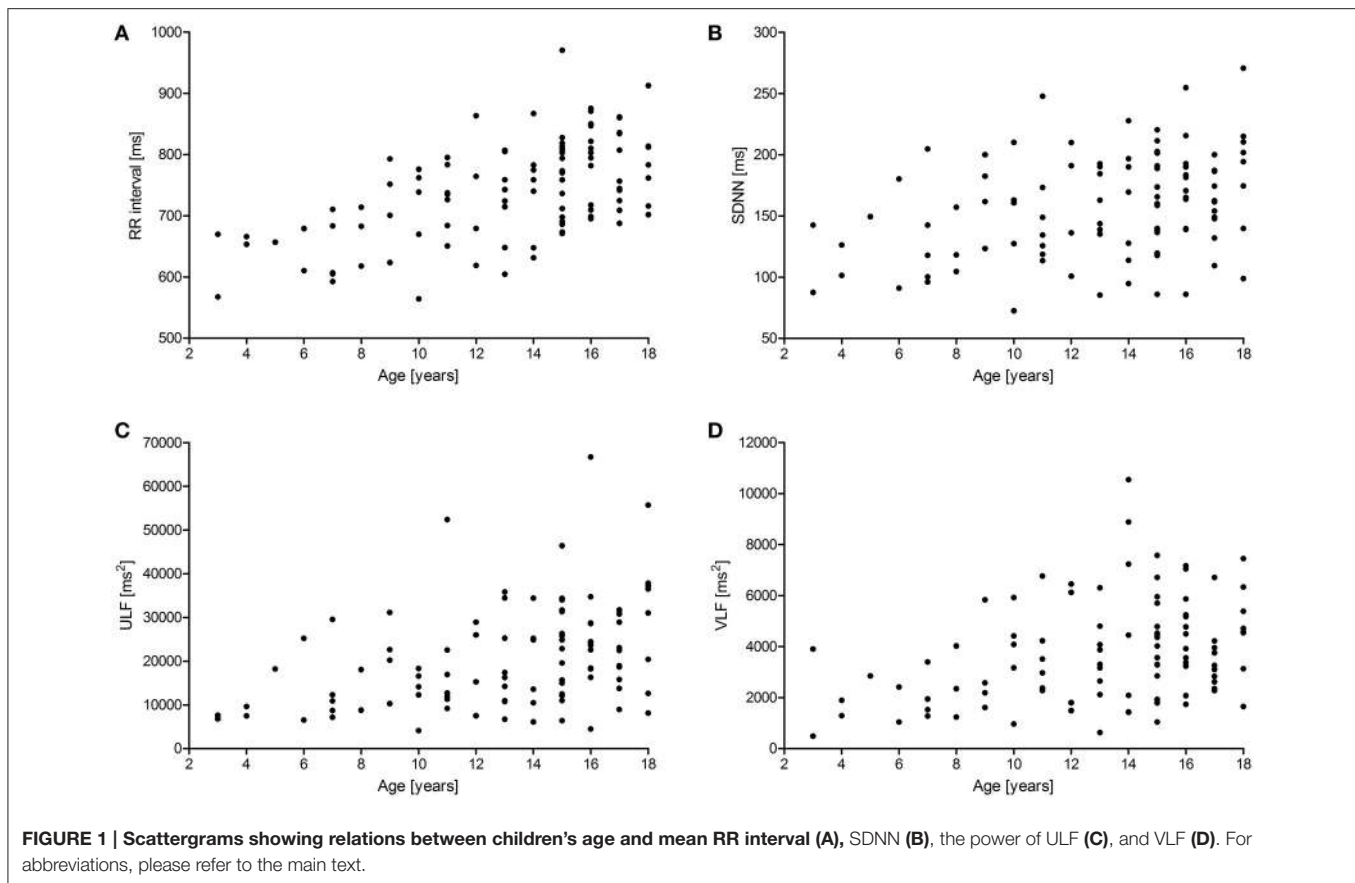 A
1000
900
800
700
600
500
RR interval [ms]
2 4 6 8 10 12 14 16 18
Age [years]
B
300
250
200
150
100
50
SDNN [ms]
2 4 6 8 10 12 14 16 18
Age [years]
C
70000
60000
50000
40000
30000
20000
10000
0
ULF [ms²]
2 4 6 8 10 12 14 16 18
Age [years]
D
12000
10000
8000
6000
4000
2000
0
VLF [ms²]
2 4 6 8 10 12 14 16 18
Age [years]
FIGURE 1 | Scattergrams showing relations between children's age and mean RR interval (A), SDNN (B), the power of ULF (C), and VLF (D). For
abbreviations, please refer to the main text.